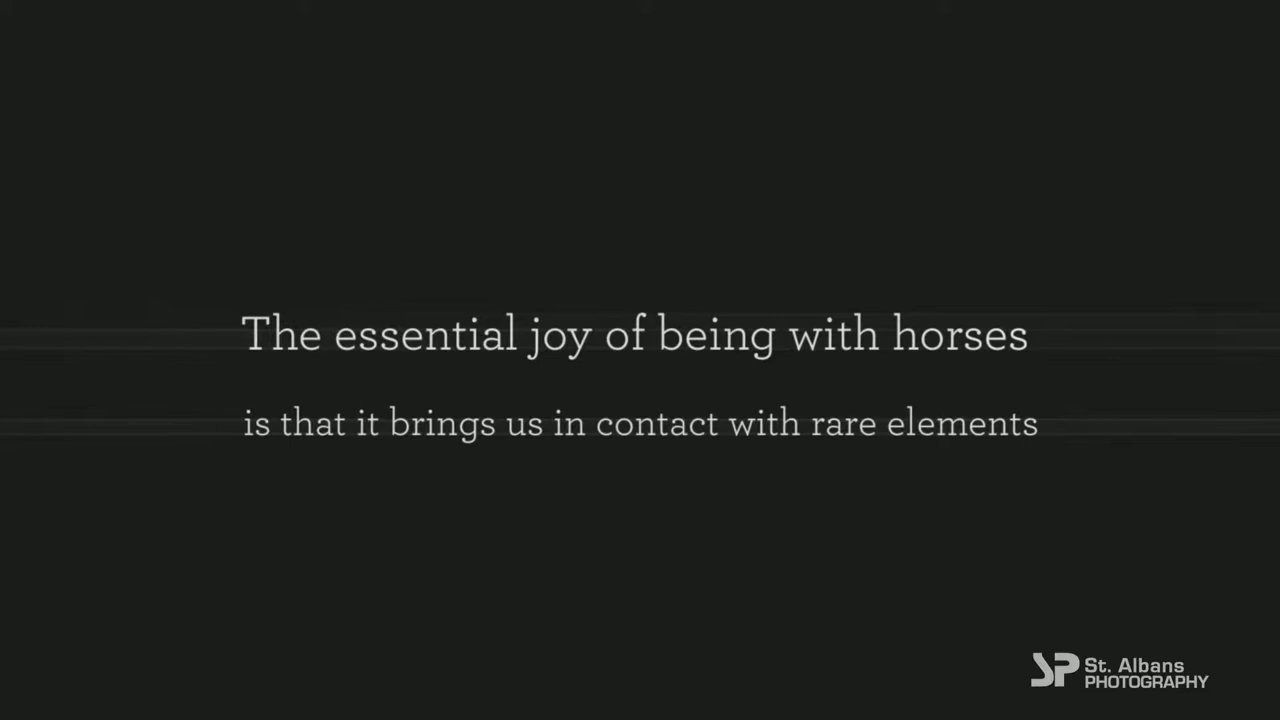 The essential joy of being with horses
is that it brings us in contact with rare elements
SP St. Albans
PHOTOGRAPHY